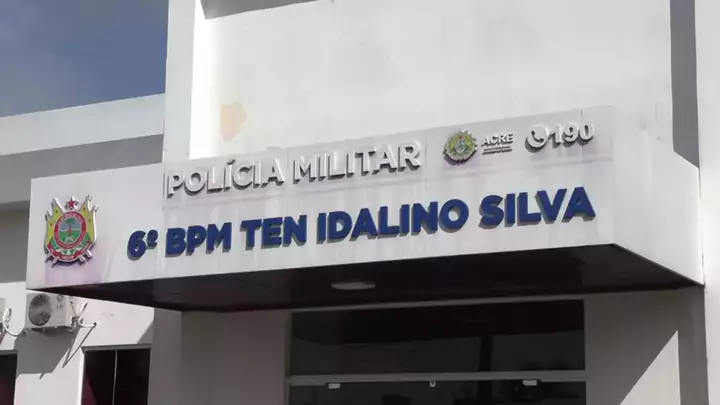 POLÍCIA MILITAR ACRE 190
6º BPM TEN IDALINO SILVA